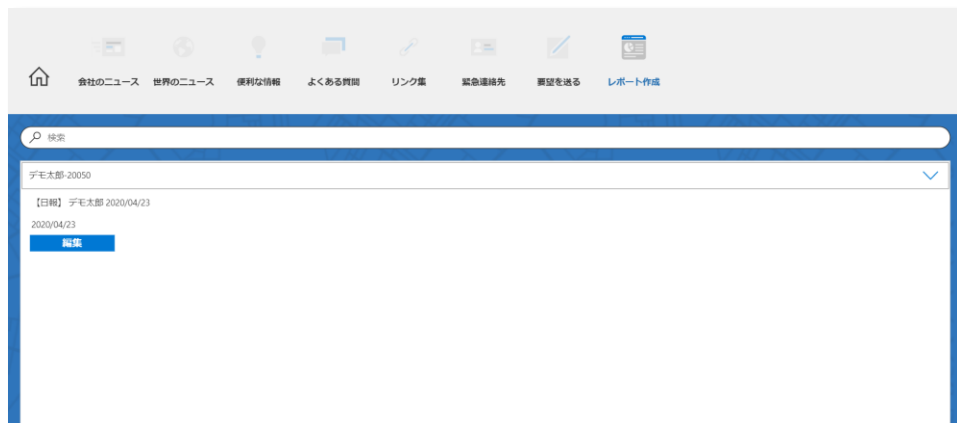 会社のニュース 世界のニュース 便利な情報 よくある質問 リンク集 緊急連絡先 要望を送る レポート作成
検索
デモ太郎-20050
【日報】 デモ太郎 2020/04/23
2020/04/23
編集